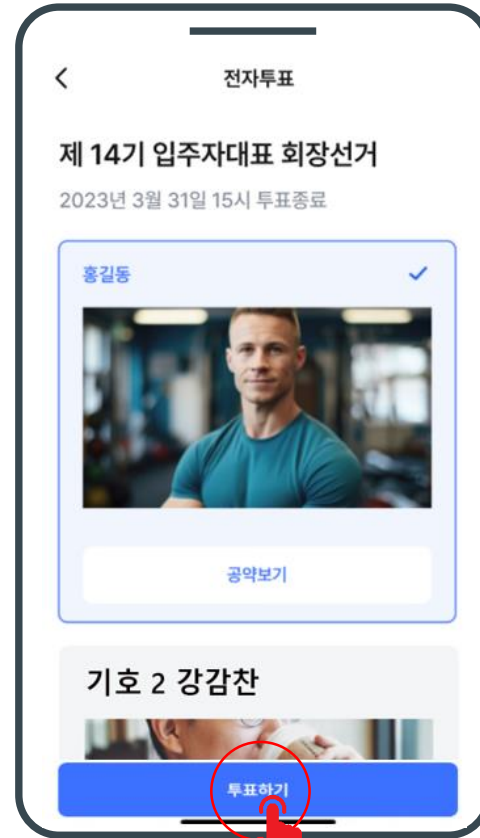 전자투표
제 14기 입주자대표 회장선거
2023년 3월 31일 15시 투표종료
홍길동
공약보기
기호 2 강감찬
투표하기